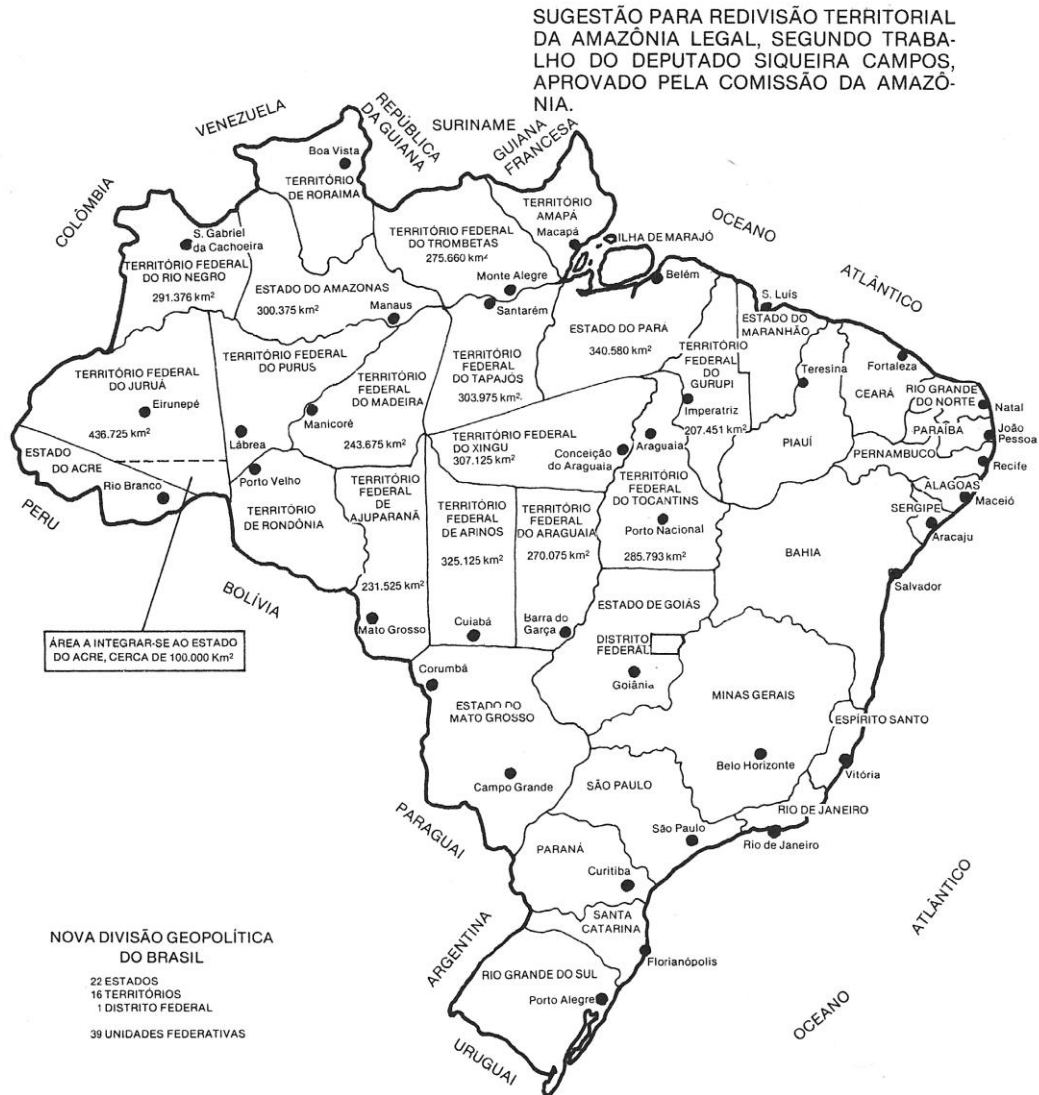 SUGESTÃO PARA REDIVISÃO TERRITORIAL
DA AMAZÔNIA LEGAL, SEGUNDO TRABA-
LHO DO DEPUTADO SIQUEIRA CAMPOS,
APROVADO PELA COMISSÃO DA AMAZÔ-
NIA.
VENEZUELA
REPÚBLICA
DA GUIANA
SURINAME
GUIANA
FRANCESA
COLÔMBIA
OCEANO
ATLÂNTICO
Boa Vista
TERRITÓRIO
DE RORAIMA
TERRITÓRIO
AMAPÁ
Macapá
ILHA DE MARAJÓ
S. Gabriel
da Cachoeira
TERRITÓRIO FEDERAL
DO RIO NEGRO
291.376 km²
TERRITÓRIO FEDERAL
DO TROMBETAS
275.660 km²
Monte Alegre
Santarém
ESTADO DO AMAZONAS
300.375 km²
Manaus
Belém
ESTADO DO PARÁ
340.580 km²
S. Luís
ESTADO DO
MARANHÃO
TERRITÓRIO
FEDERAL
DO
GURUPI
Imperatriz
207.451 km²
Teresina
Fortaleza
CEARÁ
RIO GRANDE
DO NORTE
Natal
PARAÍBA
João
Pessoa
PERNAMBUCO
Recife
ALAGOAS
Maceió
SERGIPE
Aracaju
PIAUÍ
BAHIA
Salvador
TERRITÓRIO FEDERAL
DO JURUÁ
Eirunepé
436.725 km²
TERRITÓRIO FEDERAL
DO PURUS
Lábrea
TERRITÓRIO
FEDERAL
DO MADEIRA
Manicoré
243.675 km²
TERRITÓRIO
FEDERAL
DO TAPAJÓS
303.975 km²
TERRITÓRIO FEDERAL
DO XINGU
307.125 km²
Conceição
do Araguaia
Araguaia
TERRITÓRIO
FEDERAL
DO TOCANTINS
Porto Nacional
285.793 km²
ESTADO
DO ACRE
Rio Branco
Porto Velho
TERRITÓRIO
DE RONDÔNIA
TERRITÓRIO
FEDERAL
DE
AJUPARANÃ
231.525 km²
Mato Grosso
TERRITÓRIO
FEDERAL
DE ARINOS
325.125 km²
Cuiabá
TERRITÓRIO
FEDERAL
DO ARAGUAIA
270.075 km²
Barra do
Garça
PERU
BOLÍVIA
ÁREA A INTEGRAR-SE AO ESTADO
DO ACRE, CERCA DE 100.000 Km²
ESTADO DE GOIÁS
DISTRITO
FEDERAL
Goiânia
Corumbá
ESTADO DO
MATO GROSSO
Campo Grande
MINAS GERAIS
Belo Horizonte
ESPÍRITO SANTO
Vitória
SÃO PAULO
São Paulo
RIO DE JANEIRO
Rio de Janeiro
PARAGUAI
PARANÁ
Curitiba
SANTA
CATARINA
Florianópolis
ARGENTINA
RIO GRANDE DO SUL
Porto Alegre
URUGUAI
ATLÂNTICO
OCEANO
NOVA DIVISÃO GEOPOLÍTICA
DO BRASIL
22 ESTADOS
16 TERRITÓRIOS
1 DISTRITO FEDERAL
39 UNIDADES FEDERATIVAS